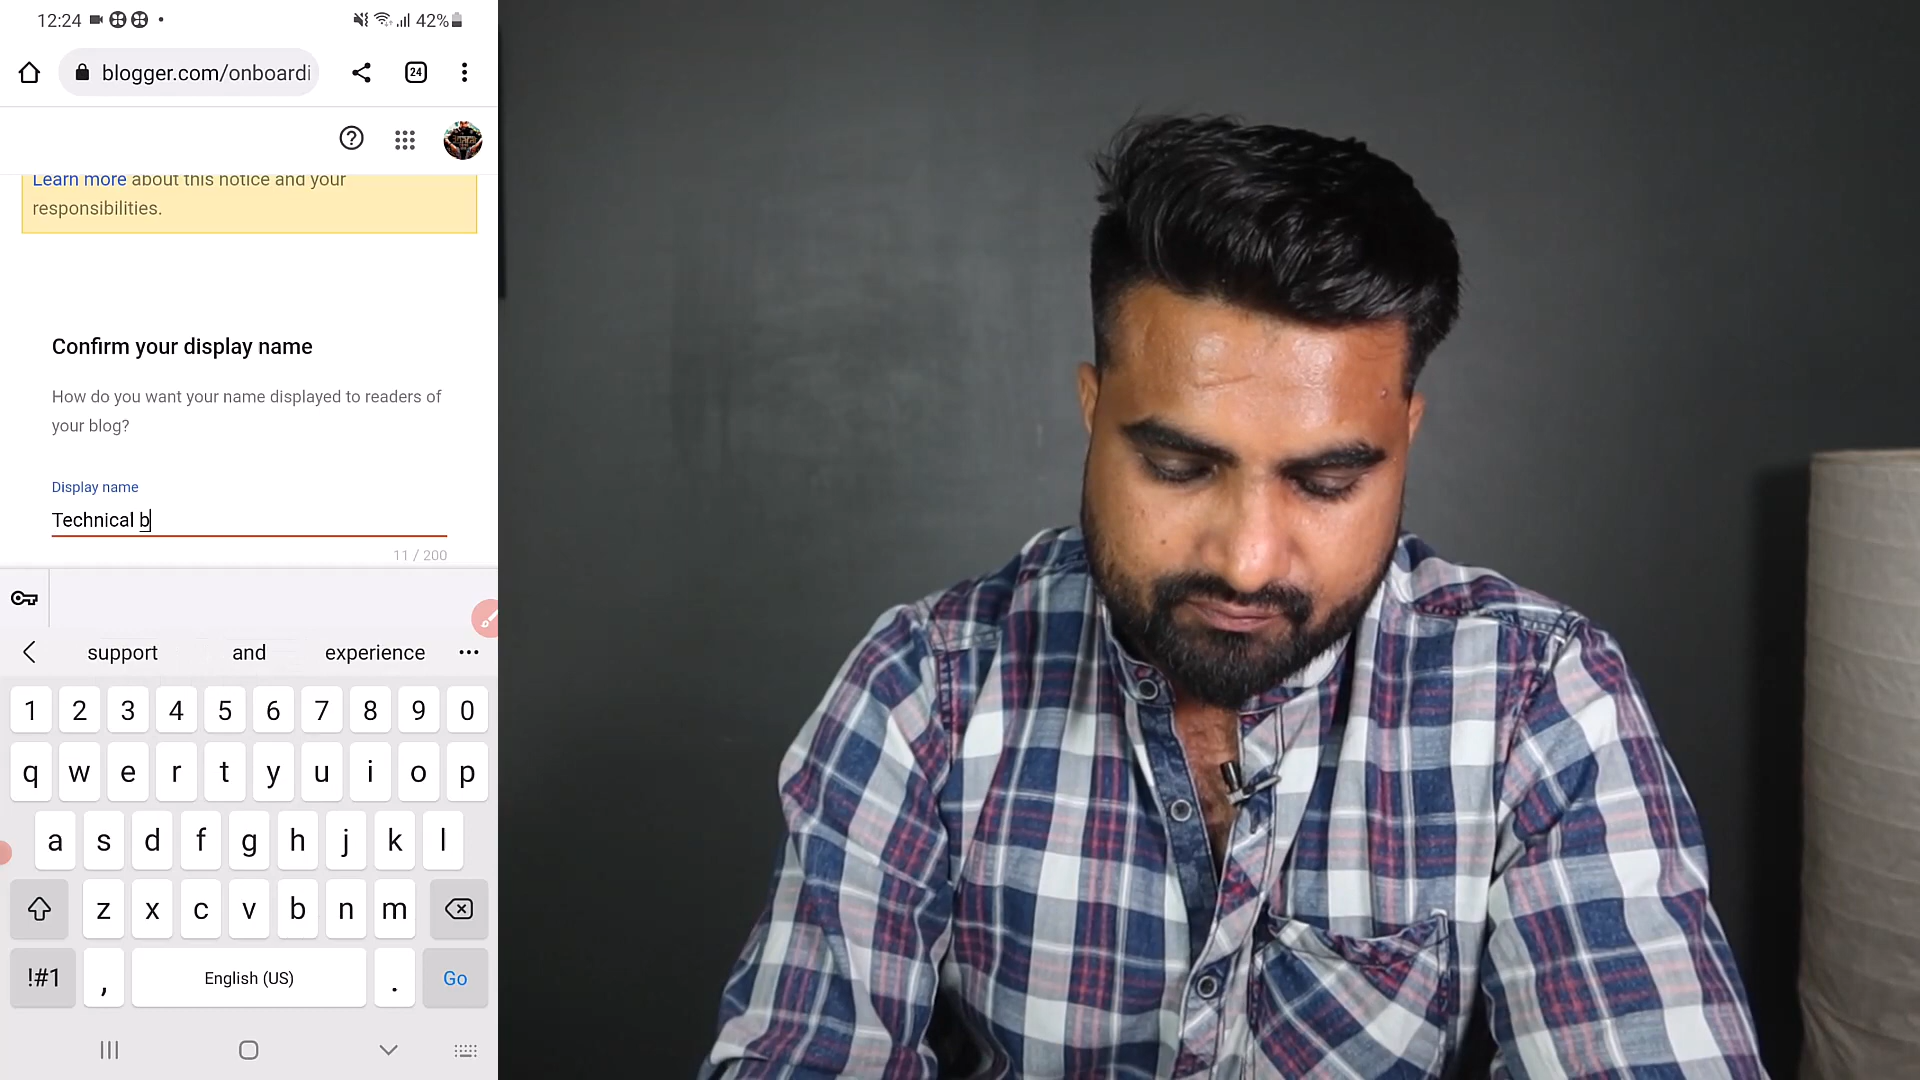 12:24
42%
blogger.com/onboardi
24
Learn more about this notice and your
responsibilities.
Confirm your display name
How do you want your name displayed to readers of
your blog?
Display name
Technical b
11 / 200
support and experience
1 2 3 4 5 6 7 8 9 0
q w e r t y u i o p
a s d f g h j k l
z x c v b n m
!#1 , English (US) . Go